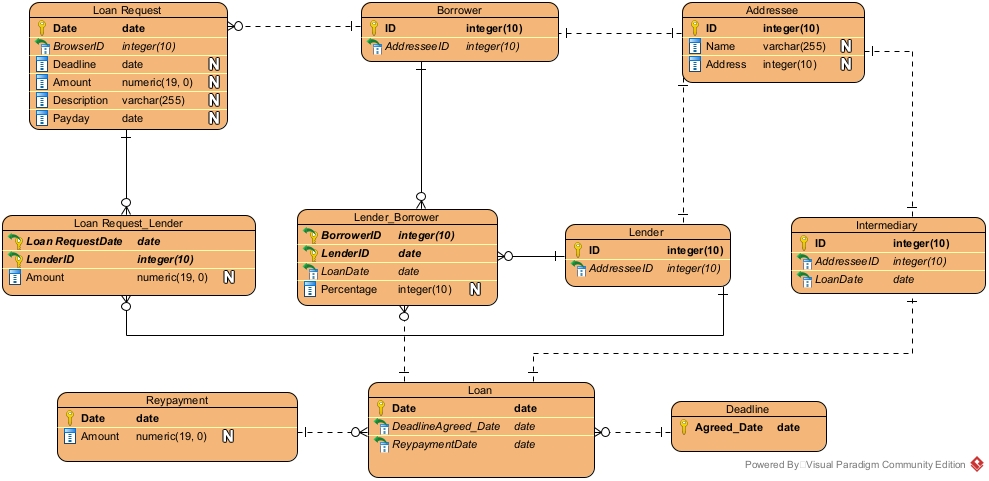 Loan Request
Date date
BrowserID integer(10)
Deadline date N
Amount numeric(19, 0) N
Description varchar(255) N
Payday date N
Borrower
ID integer(10)
AddresseeID integer(10)
Addressee
ID integer(10)
Name varchar(255) N
Address integer(10) N
Loan Request_Lender
Loan RequestDate date
LenderID integer(10)
Amount numeric(19, 0) N
Lender_Borrower
BorrowerID integer(10)
LenderID date
LoanDate date
Percentage integer(10) N
Lender
ID integer(10)
AddresseeID integer(10)
Intermediary
ID integer(10)
AddresseeID integer(10)
LoanDate date
Reypayment
Date date
Amount numeric(19, 0) N
Loan
Date date
DeadlineAgreed_Date date
ReypaymentDate date
Deadline
Agreed_Date date
Powered By Visual Paradigm Community Edition